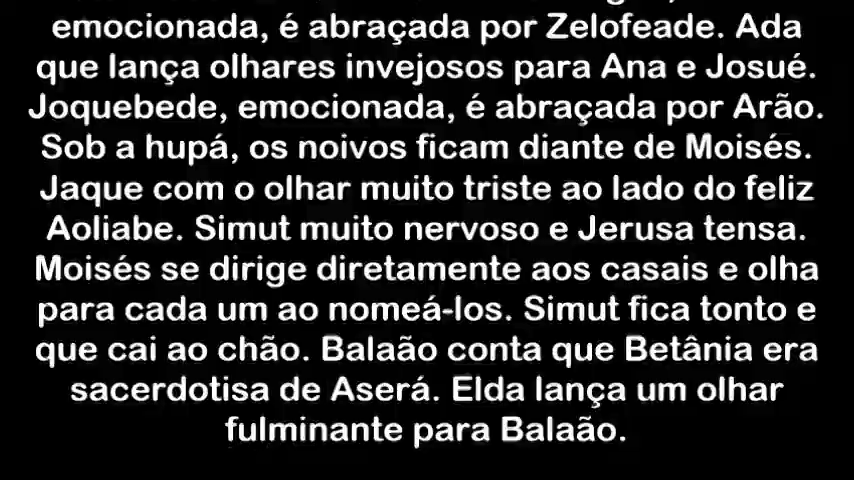 emocionada, é abraçada por Zelofeade. Ada
que lança olhares invejosos para Ana e Josué.
Joquebede, emocionada, é abraçada por Arão.
Sob a hupá, os noivos ficam diante de Moisés.
Jaque com o olhar muito triste ao lado do feliz
Aoliabe. Simut muito nervoso e Jerusa tensa.
Moisés se dirige diretamente aos casais e olha
para cada um ao nomeá-los. Simut fica tonto e
que cai ao chão. Balaão conta que Betânia era
sacerdotisa de Aserá. Elda lança um olhar
fulminante para Balaão.